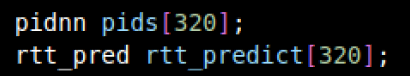 pidnn pids[320];
rtt_pred rtt_predict[320];